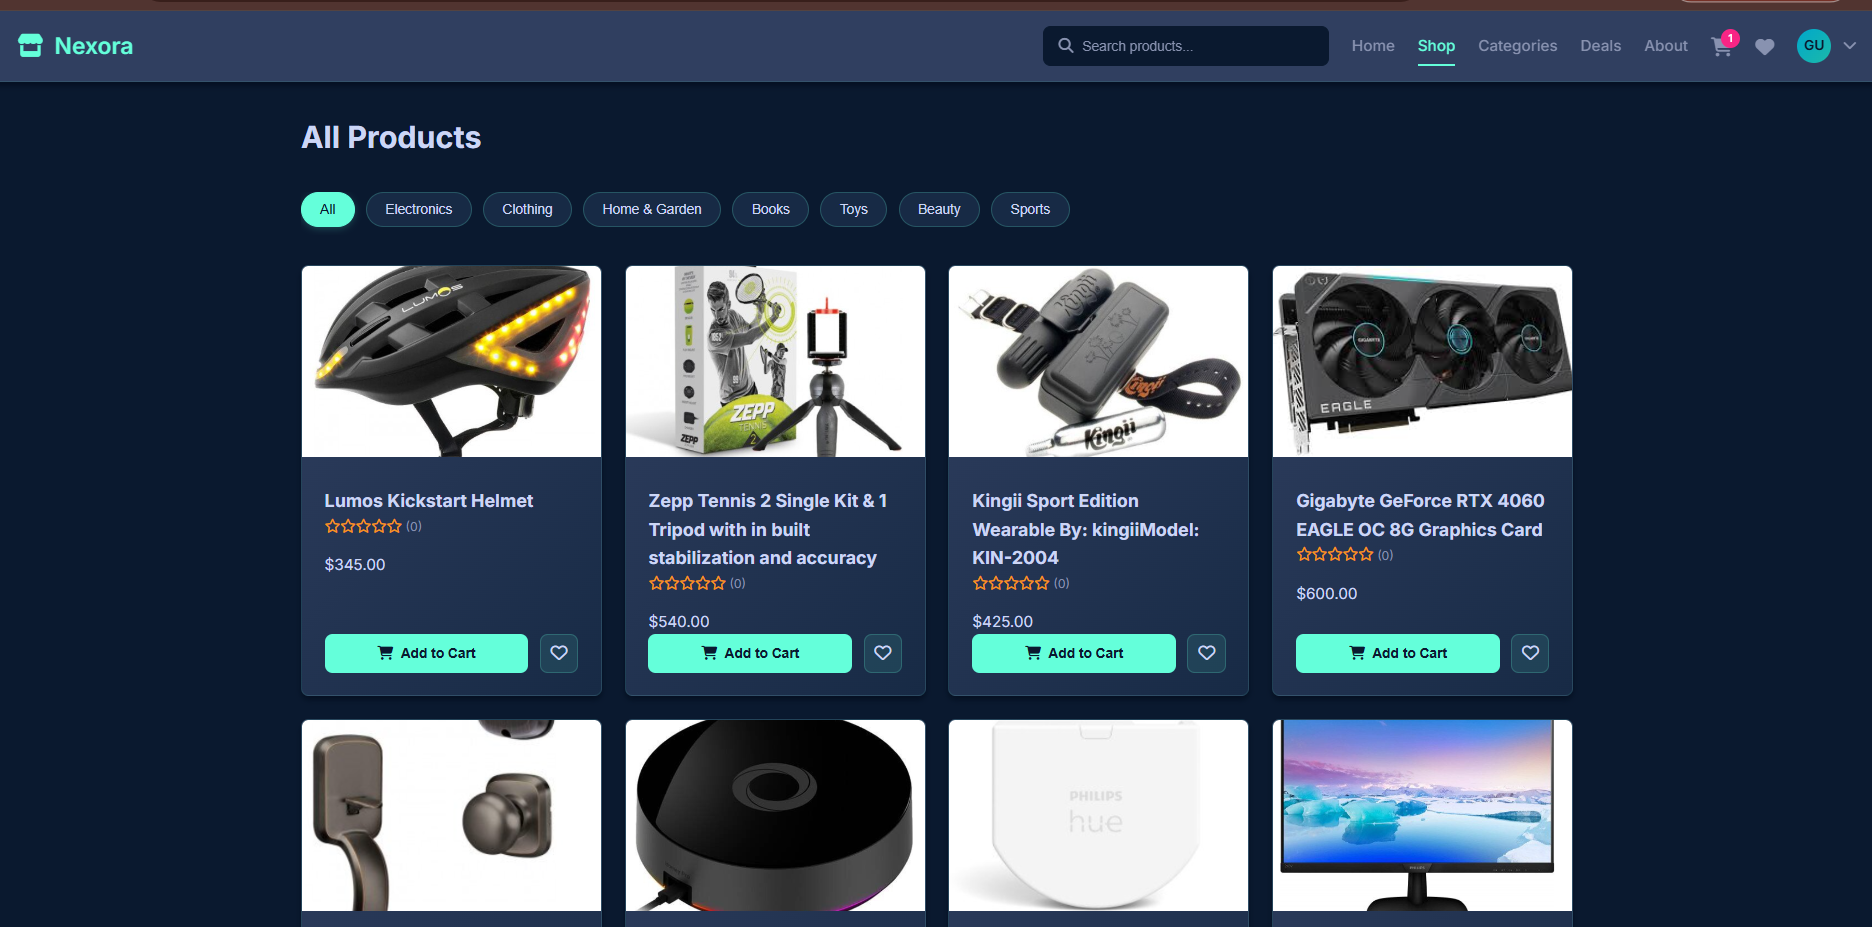 Nexora
Search products...
Home
Shop
Categories
Deals
About
1
GU
All Products
All
Electronics
Clothing
Home & Garden
Books
Toys
Beauty
Sports
LUMOS
ZEPP
TENNIS
2
ZEPP
Kingii
Kingii
Kingii
GIGABYTE
EAGLE
Lumos Kickstart Helmet
(0)
$345.00
Add to Cart
Zepp Tennis 2 Single Kit & 1
Tripod with in built
stabilization and accuracy
(0)
$540.00
Add to Cart
Kingii Sport Edition
Wearable By: kingiiModel:
KIN-2004
(0)
$425.00
Add to Cart
Gigabyte GeForce RTX 4060
EAGLE OC 8G Graphics Card
(0)
$600.00
Add to Cart
PHILIPS
hue